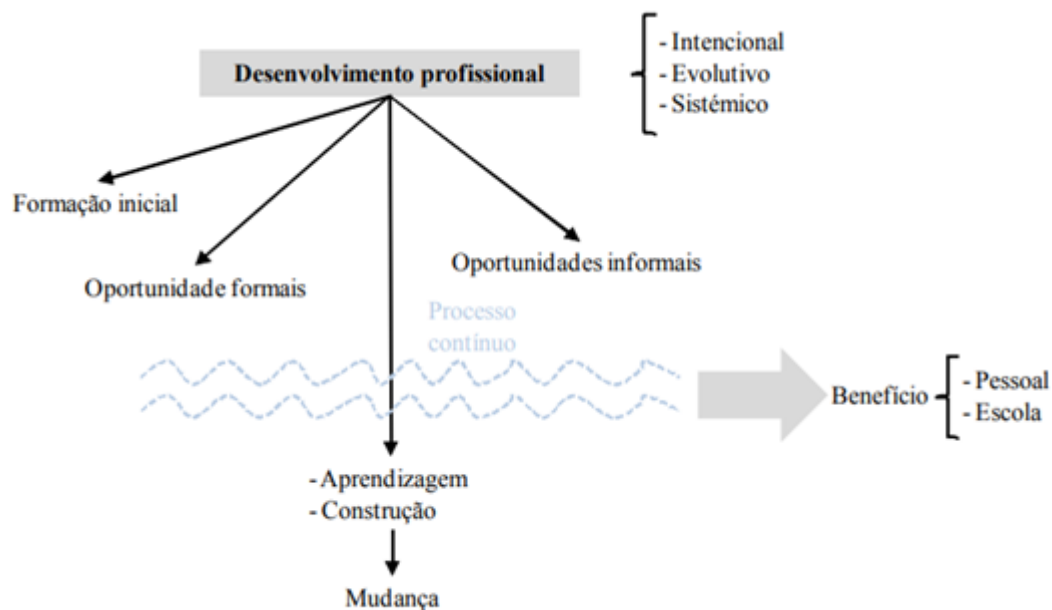 Desenvolvimento profissional
- Intencional
- Evolutivo
- Sistémico
Formação inicial
Oportunidade formais
Oportunidades informais
Processo
contínuo
Benefício
- Pessoal
- Escola
- Aprendizagem
- Construção
Mudança